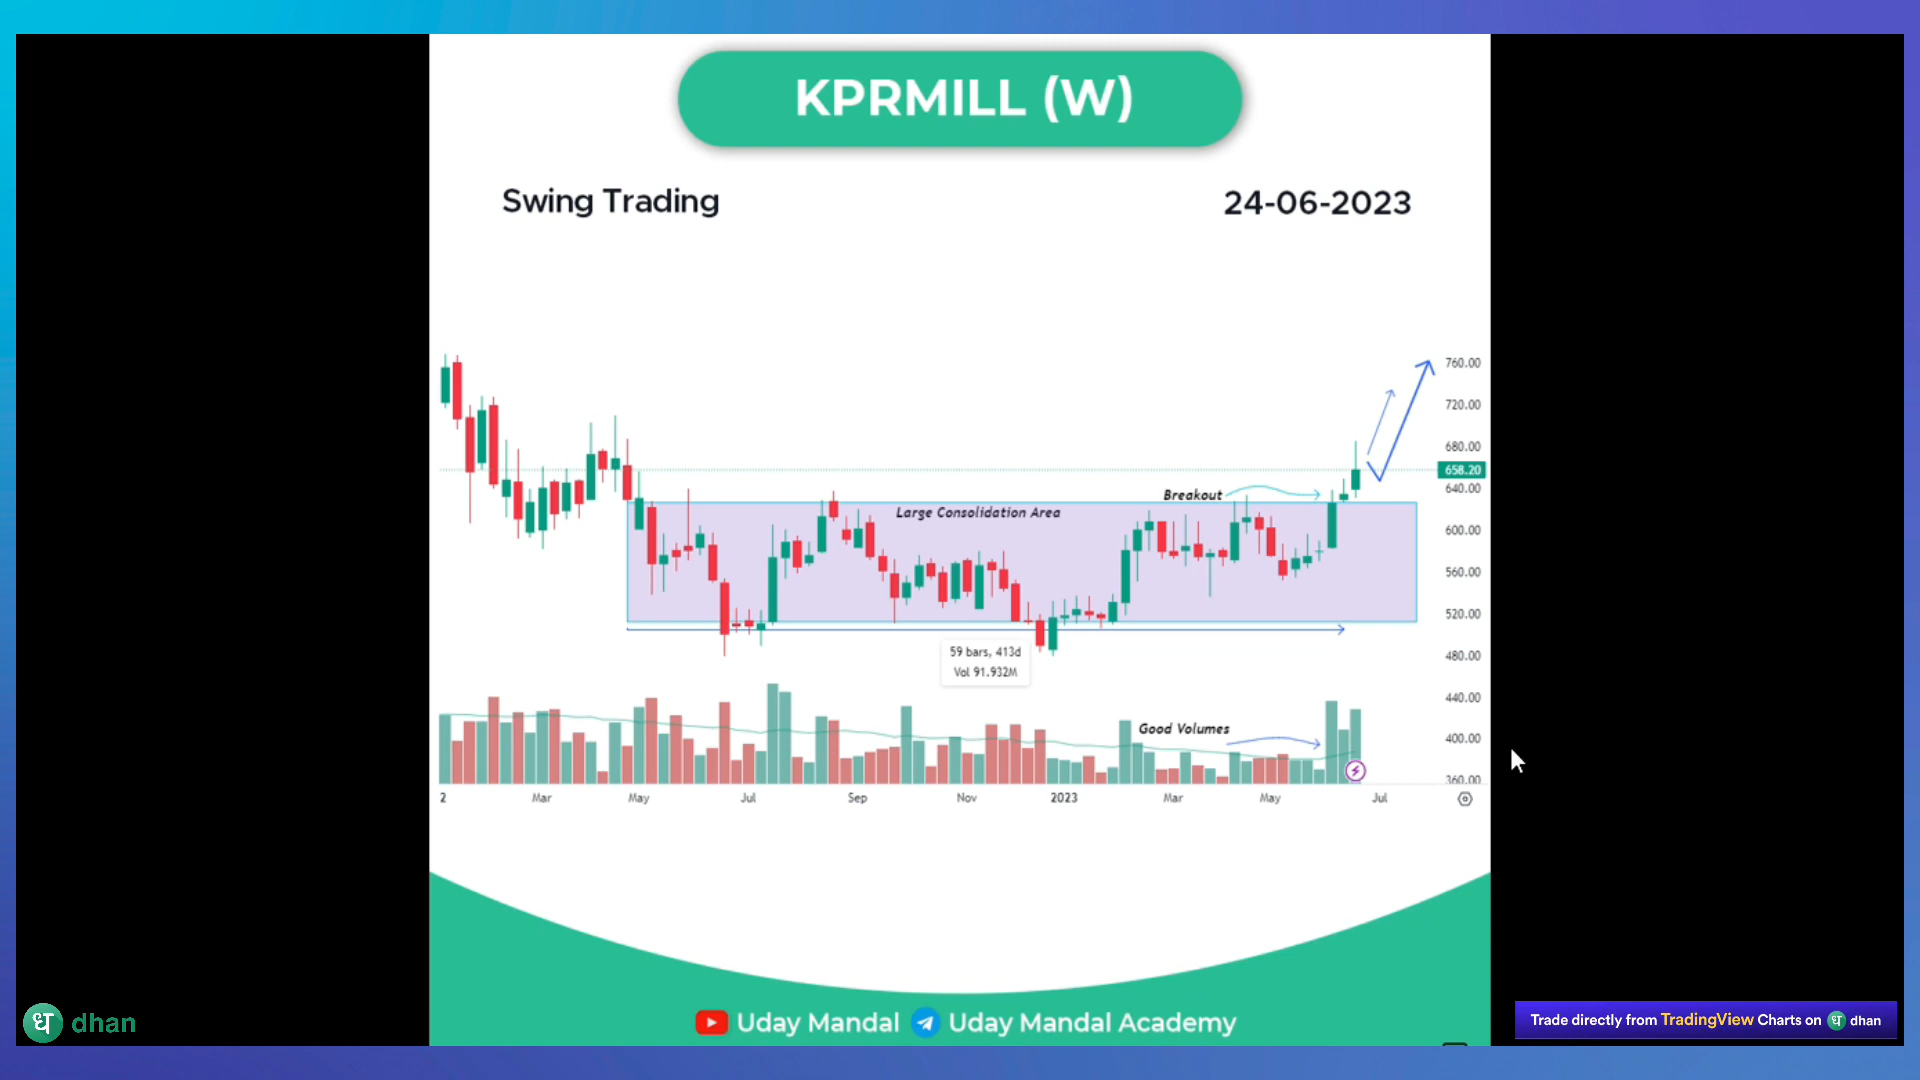 KPRMILL (W)
Swing Trading
24-06-2023
760.00
720.00
680.00
658.20
640.00
Breakout
Large Consolidation Area
600.00
560.00
520.00
480.00
59 bars, 413d
Vol 91.932M
440.00
Good Volumes
400.00
360.00
2 Mar May Jul Sep Nov 2023 Mar May Jul
Uday Mandal Uday Mandal Academy
ध dhan
Trade directly from TradingView Charts on ध dhan